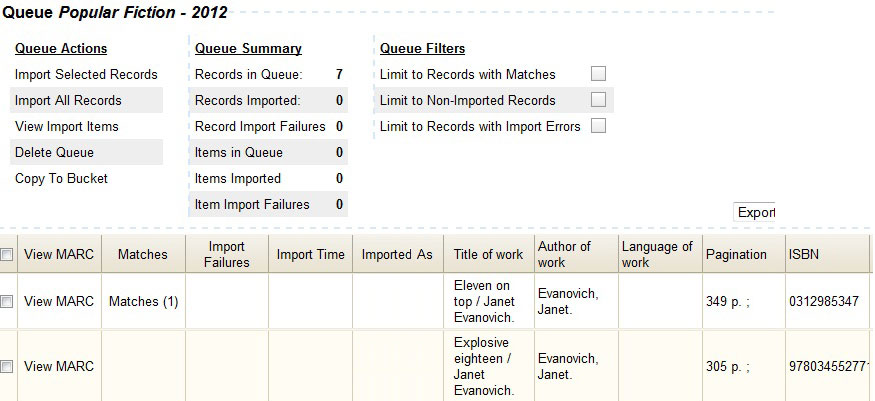 Queue Popular Fiction - 2012
Queue Actions
Import Selected Records
Import All Records
View Import Items
Delete Queue
Copy To Bucket
Queue Summary
Records in Queue: 7
Records Imported: 0
Record Import Failures 0
Items in Queue 0
Items Imported 0
Item Import Failures 0
Queue Filters
Limit to Records with Matches
Limit to Non-Imported Records
Limit to Records with Import Errors
Export
View MARC Matches Import Failures Import Time Imported As Title of work Author of work Language of work Pagination ISBN
View MARC Matches (1) Eleven on top / Janet Evanovich. Evanovich, Janet. 349 p. ; 0312985347
View MARC Explosive eighteen / Janet Evanovich. Evanovich, Janet. 305 p. ; 978034552771